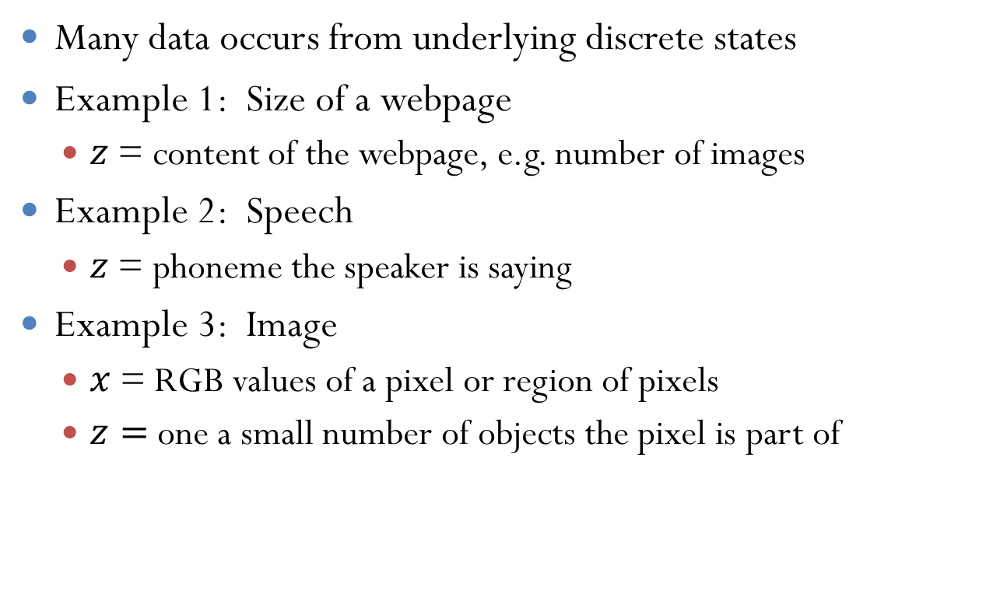 • Many data occurs from underlying discrete states
• Example 1: Size of a webpage
• z = content of the webpage, e.g. number of images
• Example 2: Speech
• z = phoneme the speaker is saying
• Example 3: Image
• x = RGB values of a pixel or region of pixels
• z = one a small number of objects the pixel is part of